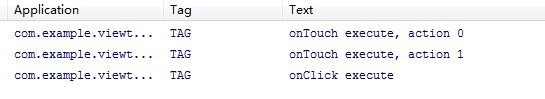 Application Tag Text
com.example.viewt... TAG onTouch execute, action 0
com.example.viewt... TAG onTouch execute, action 1
com.example.viewt... TAG onClick execute